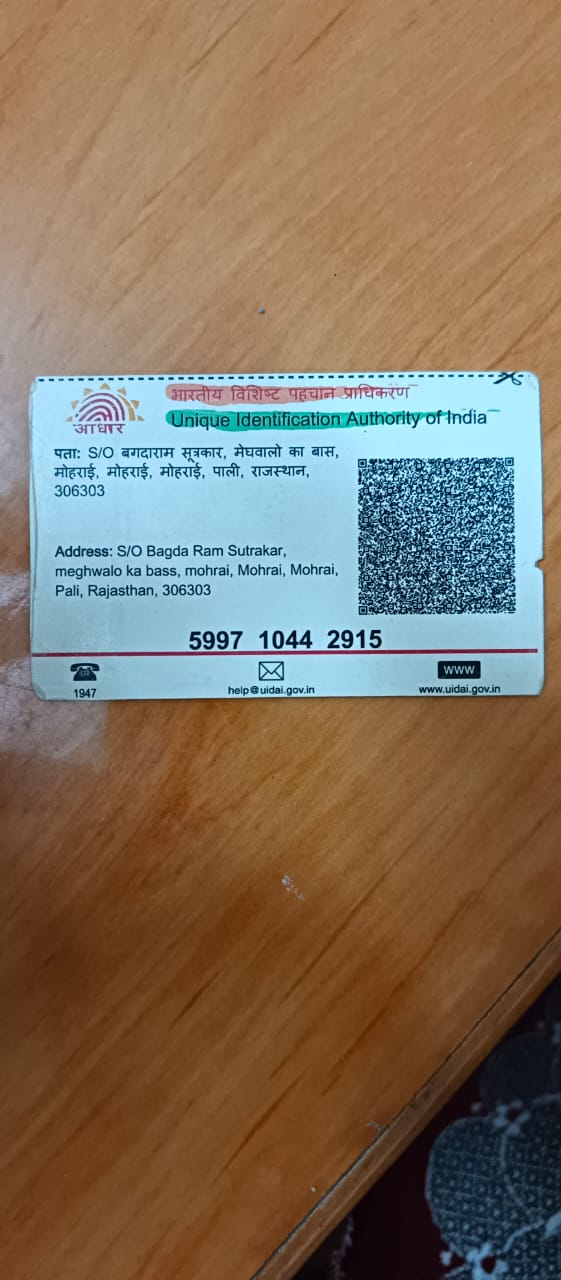 भारतीय विशिष्ट पहचान प्राधिकरण
Unique Identification Authority of India
आधार
पता: S/O बगदाराम सूत्रकार, मेघवालो का बास,
मोहराई, मोहराई, मोहराई, पाली, राजस्थान,
306303
Address: S/O Bagda Ram Sutrakar,
meghwalo ka bass, mohrai, Mohrai, Mohrai,
Pali, Rajasthan, 306303
5997 1044 2915
1947
help@uidai.gov.in
www
www.uidai.gov.in